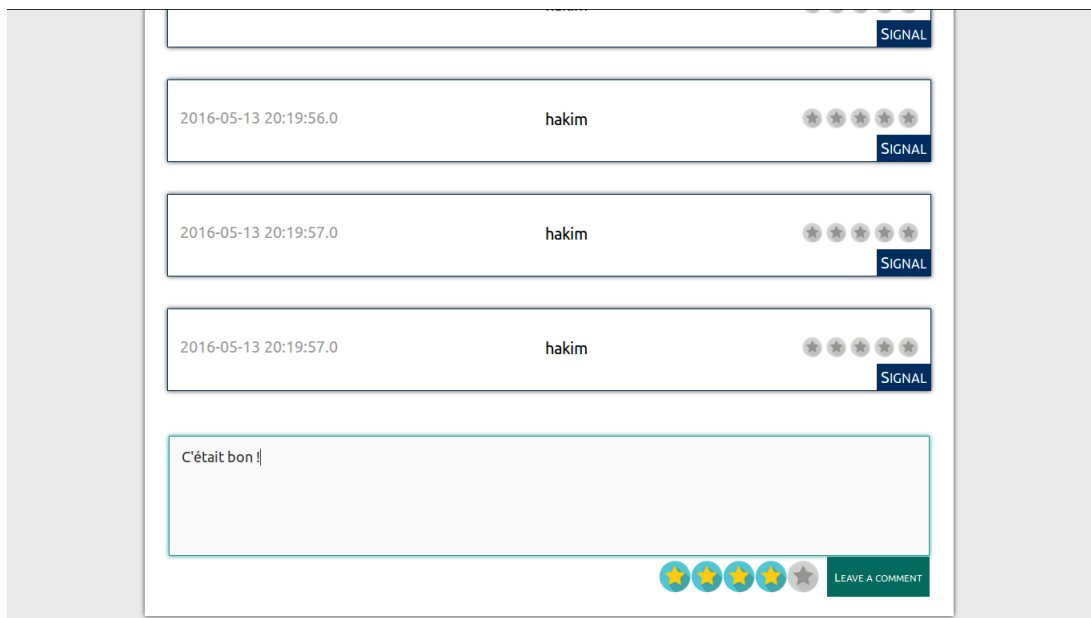 SIGNAL
2016-05-13 20:19:56.0 hakim
SIGNAL
2016-05-13 20:19:57.0 hakim
SIGNAL
2016-05-13 20:19:57.0 hakim
SIGNAL
C'était bon !
LEAVE A COMMENT